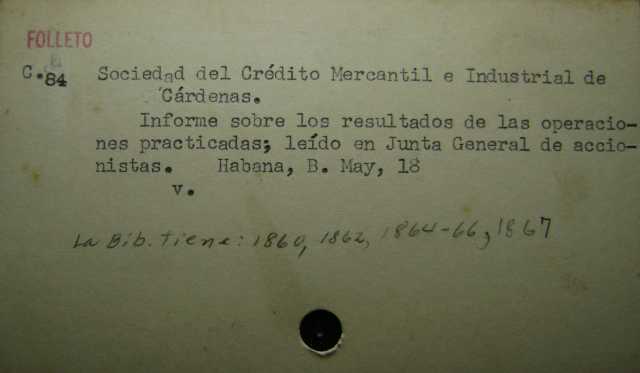 FOLLETO
C.84 Sociedad del Crédito Mercantil e Industrial de
Cárdenas.
Informe sobre los resultados de las operacio-
nes practicadas; leído en Junta General de accio-
nistas. Habana, B. May, 18
v.
La Bib. tiene: 1860, 1862, 1864-66, 1867